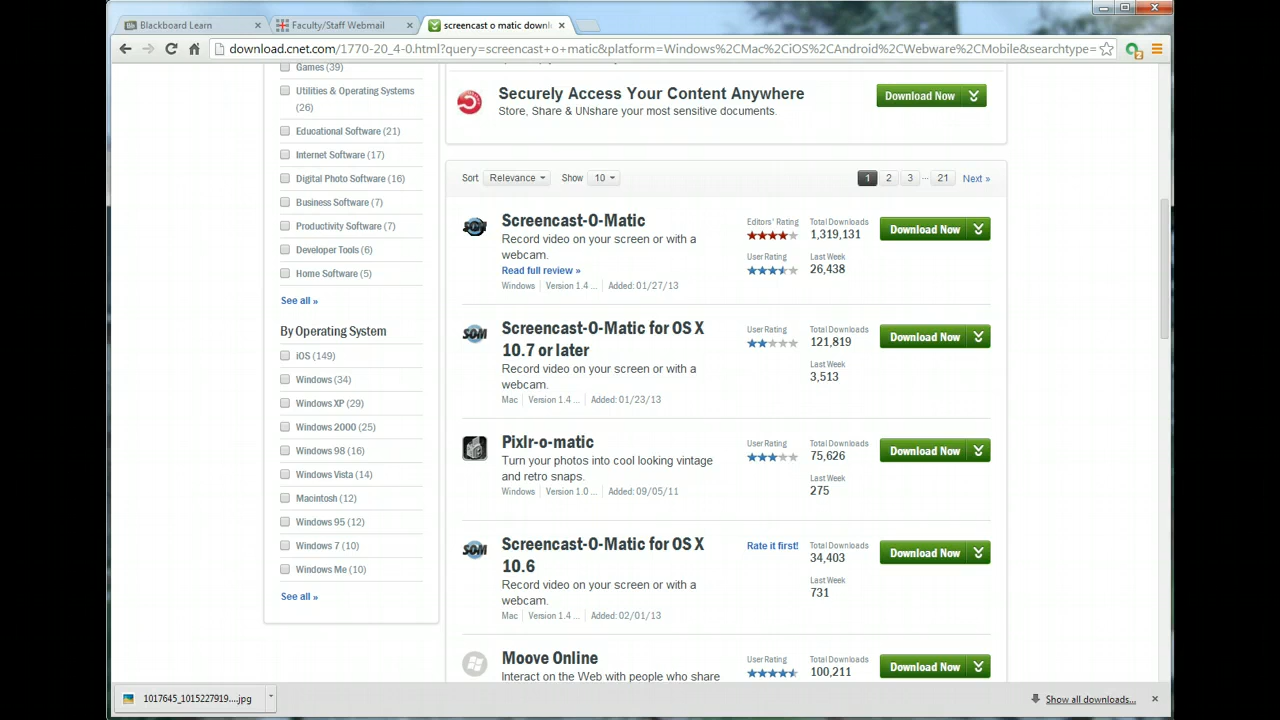 Blackboard Learn
Faculty/Staff Webmail
screencast o matic downl
download.cnet.com/1770-20_4-0.html?query=screencast+o+matic&platform=Windows%2CMac%2CiOS%2CAndroid%2CWebware%2CMobile&searchtype=
2
Games (39)
Utilities & Operating Systems
(26)
Educational Software (21)
Internet Software (17)
Digital Photo Software (16)
Business Software (7)
Productivity Software (7)
Developer Tools (6)
Home Software (5)
See all »
By Operating System
iOS (149)
Windows (34)
Windows XP (29)
Windows 2000 (25)
Windows 98 (16)
Windows Vista (14)
Macintosh (12)
Windows 95 (12)
Windows 7 (10)
Windows Me (10)
See all »
Securely Access Your Content Anywhere
Store, Share & UNshare your most sensitive documents.
Download Now
Sort Relevance Show 10
1 2 3 ... 21 Next »
SOM
Screencast-O-Matic
Record video on your screen or with a
webcam.
Read full review »
Windows Version 1.4 ... Added: 01/27/13
Editors' Rating
User Rating
Total Downloads
1,319,131
Last Week
26,438
Download Now
SOM
Screencast-O-Matic for OS X
10.7 or later
Record video on your screen or with a
webcam.
Mac Version 1.4 ... Added: 01/23/13
User Rating
Total Downloads
121,819
Last Week
3,513
Download Now
Pixlr-o-matic
Turn your photos into cool looking vintage
and retro snaps.
Windows Version 1.0 ... Added: 09/05/11
User Rating
Total Downloads
75,626
Last Week
275
Download Now
SOM
Screencast-O-Matic for OS X
10.6
Record video on your screen or with a
webcam.
Mac Version 1.4 ... Added: 02/01/13
Rate it first!
Total Downloads
34,403
Last Week
731
Download Now
Moove Online
Interact on the Web with people who share
User Rating
Total Downloads
100,211
Download Now
1017645_1015227919....jpg
Show all downloads...